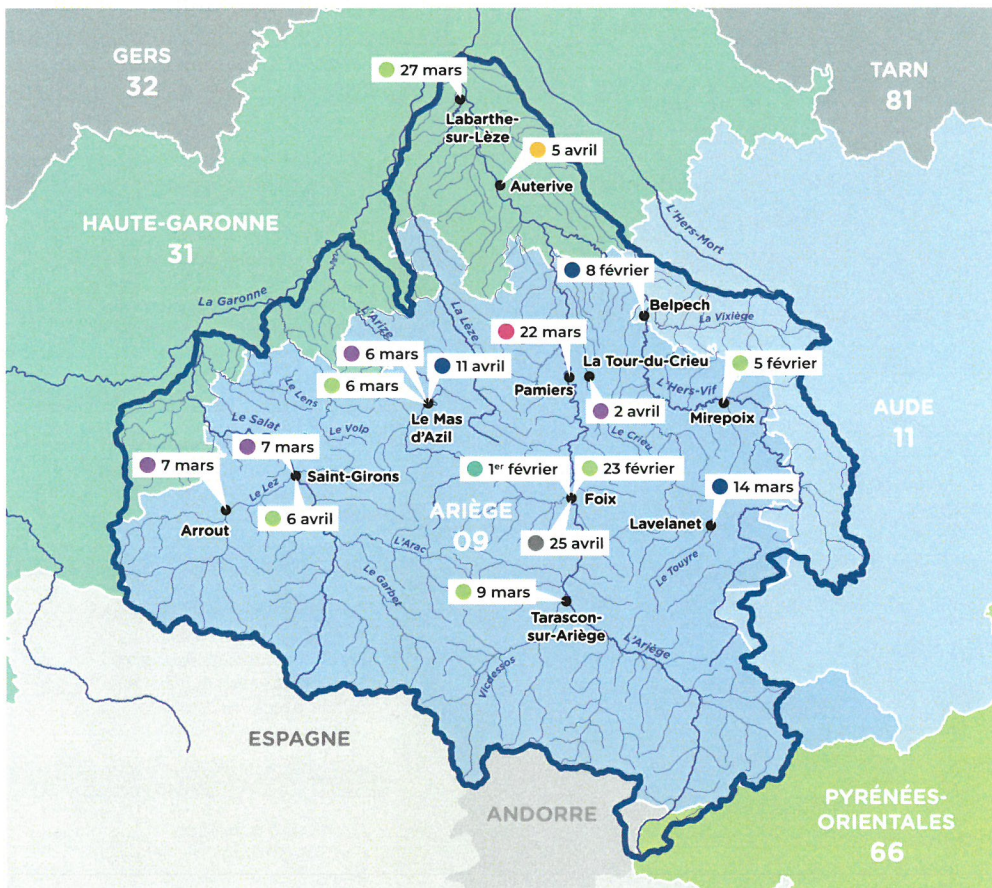 GERS
32
TARN
81
27 mars
Labarthe-
sur-Lèze
5 avril
Auterive
HAUTE-GARONNE
31
L'Hers-Mort
8 février
Belpech
La Garonne
La Vixiège
L'Arize
La Lèze
22 mars
6 mars
11 avril
La Tour-du-Crieu
5 février
6 mars
Pamiers
L'Hers-Vif
Le Lens
Le Mas
d'Azil
2 avril
Mirepoix
AUDE
11
Le Salat
Le Volp
Le Crieu
7 mars
7 mars
Saint-Girons
1er février
23 février
14 mars
Le Lez
Foix
Arrout
6 avril
ARIÈGE
09
Lavelanet
25 avril
L'Arac
Le Touyre
Le Garbet
9 mars
Tarascon-
sur-Ariège
L'Ariège
Vicdessos
ESPAGNE
ANDORRE
PYRÉNÉES-
ORIENTALES
66